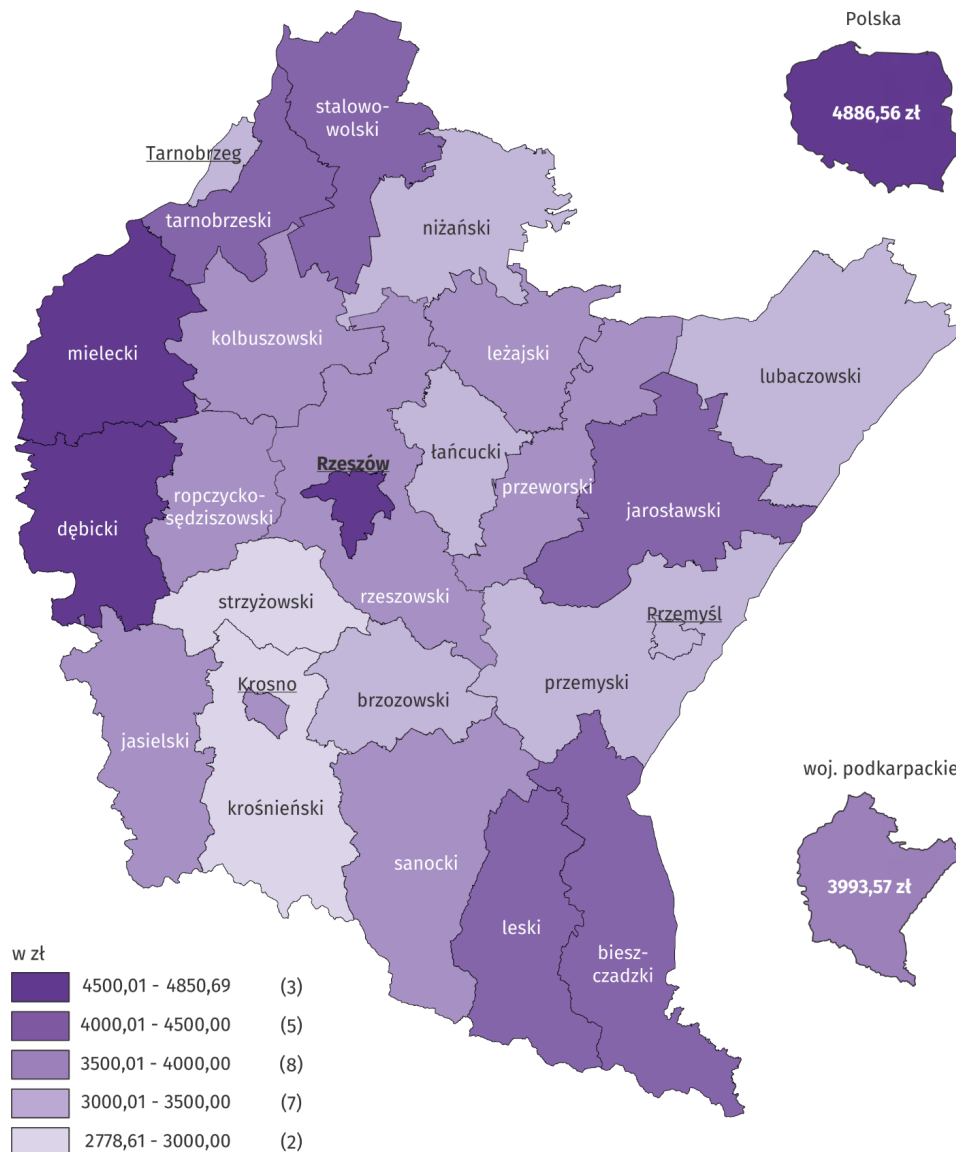 Polska
4886,56 zł
stalowo-
wolski
Tarnobrzeg
tarnobrzeski
niżański
mielecki
kolbuszowski
leżajski
lubaczowski
Rzeszów
łańcucki
ropczycko-
sędziszowski
przeworski
jarosławski
dębicki
rzeszowski
strzyżowski
Przemyśl
Krosno
brzozowski
przemyski
jasielski
woj. podkarpackie
krośnieński
sanocki
3993,57 zł
leski
biesz-
czadzki
w zł
4500,01 - 4850,69 (3)
4000,01 - 4500,00 (5)
3500,01 - 4000,00 (8)
3000,01 - 3500,00 (7)
2778,61 - 3000,00 (2)